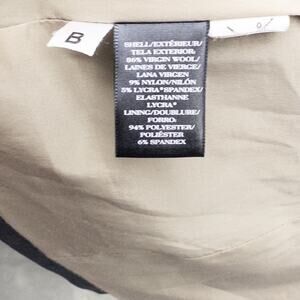 B
SHELL/EXTÉRIEUR/
TELA EXTERIOR:
86% VIRGIN WOOL/
LAINES DE VIERGE/
LANA VIRGEN
9% NYLON/NILÓN
5% LYCRA® SPANDEX/
ELASTHANNE
LYCRA®
LINING/DOUBLURE/
FORRO:
94% POLYESTER/
POLIÉSTER
6% SPANDEX